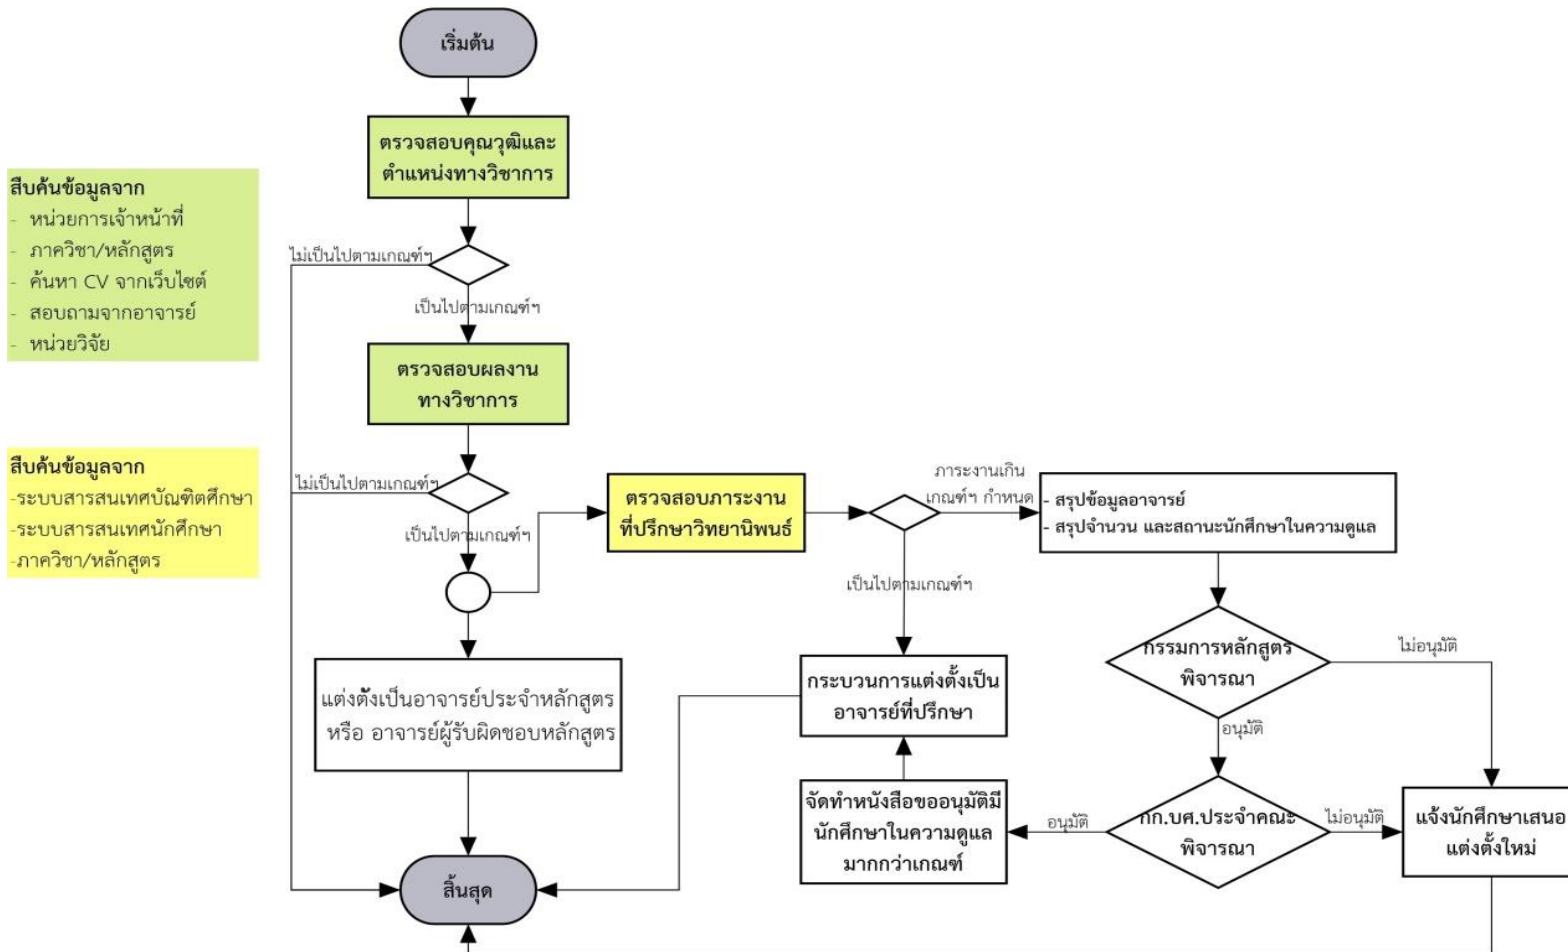 เริ่มต้น
ตรวจสอบคุณวุฒิและ
ตำแหน่งทางวิชาการ
สืบค้นข้อมูลจาก
- หน่วยการเจ้าหน้าที่
- ภาควิชา/หลักสูตร
- ค้นหา CV จากเว็บไซต์
- สอบถามจากอาจารย์
- หน่วยวิจัย
ไม่เป็นไปตามเกณฑ์ฯ
เป็นไปตามเกณฑ์ฯ
ตรวจสอบผลงาน
ทางวิชาการ
สืบค้นข้อมูลจาก
-ระบบสารสนเทศบัณฑิตศึกษา
-ระบบสารสนเทศนักศึกษา
-ภาควิชา/หลักสูตร
ไม่เป็นไปตามเกณฑ์ฯ
เป็นไปตามเกณฑ์ฯ
ตรวจสอบภาระงาน
ที่ปรึกษาวิทยานิพนธ์
ภาระงานเกิน
เกณฑ์ฯ กำหนด
- สรุปข้อมูลอาจารย์
- สรุปจำนวน และสถานะนักศึกษาในความดูแล
เป็นไปตามเกณฑ์ฯ
แต่งตั้งเป็นอาจารย์ประจำหลักสูตร
หรือ อาจารย์ผู้รับผิดชอบหลักสูตร
กระบวนการแต่งตั้งเป็น
อาจารย์ที่ปรึกษา
กรรมการหลักสูตร
พิจารณา
ไม่อนุมัติ
อนุมัติ
จัดทำหนังสือขออนุมัติมี
นักศึกษาในความดูแล
มากกว่าเกณฑ์
อนุมัติ
กก.บศ.ประจำคณะ
พิจารณา
ไม่อนุมัติ
แจ้งนักศึกษาเสนอ
แต่งตั้งใหม่
สิ้นสุด